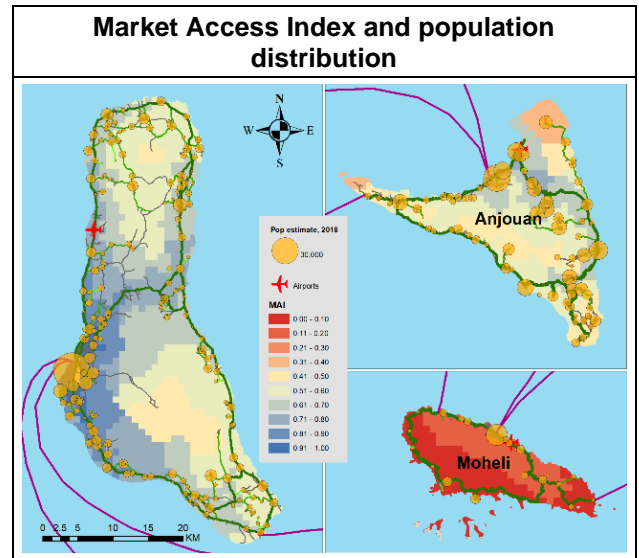 Market Access Index and population
distribution
N
W E
S
Anjouan
Pop estimate, 2018
30,000
Airports
MAI
0.00 - 0.10
0.11 - 0.20
0.21 - 0.30
0.31 - 0.40
0.41 - 0.50
0.51 - 0.60
0.61 - 0.70
0.71 - 0.80
0.81 - 0.90
0.91 - 1.00
Moheli
0 2.5 5 10 15 20
KM